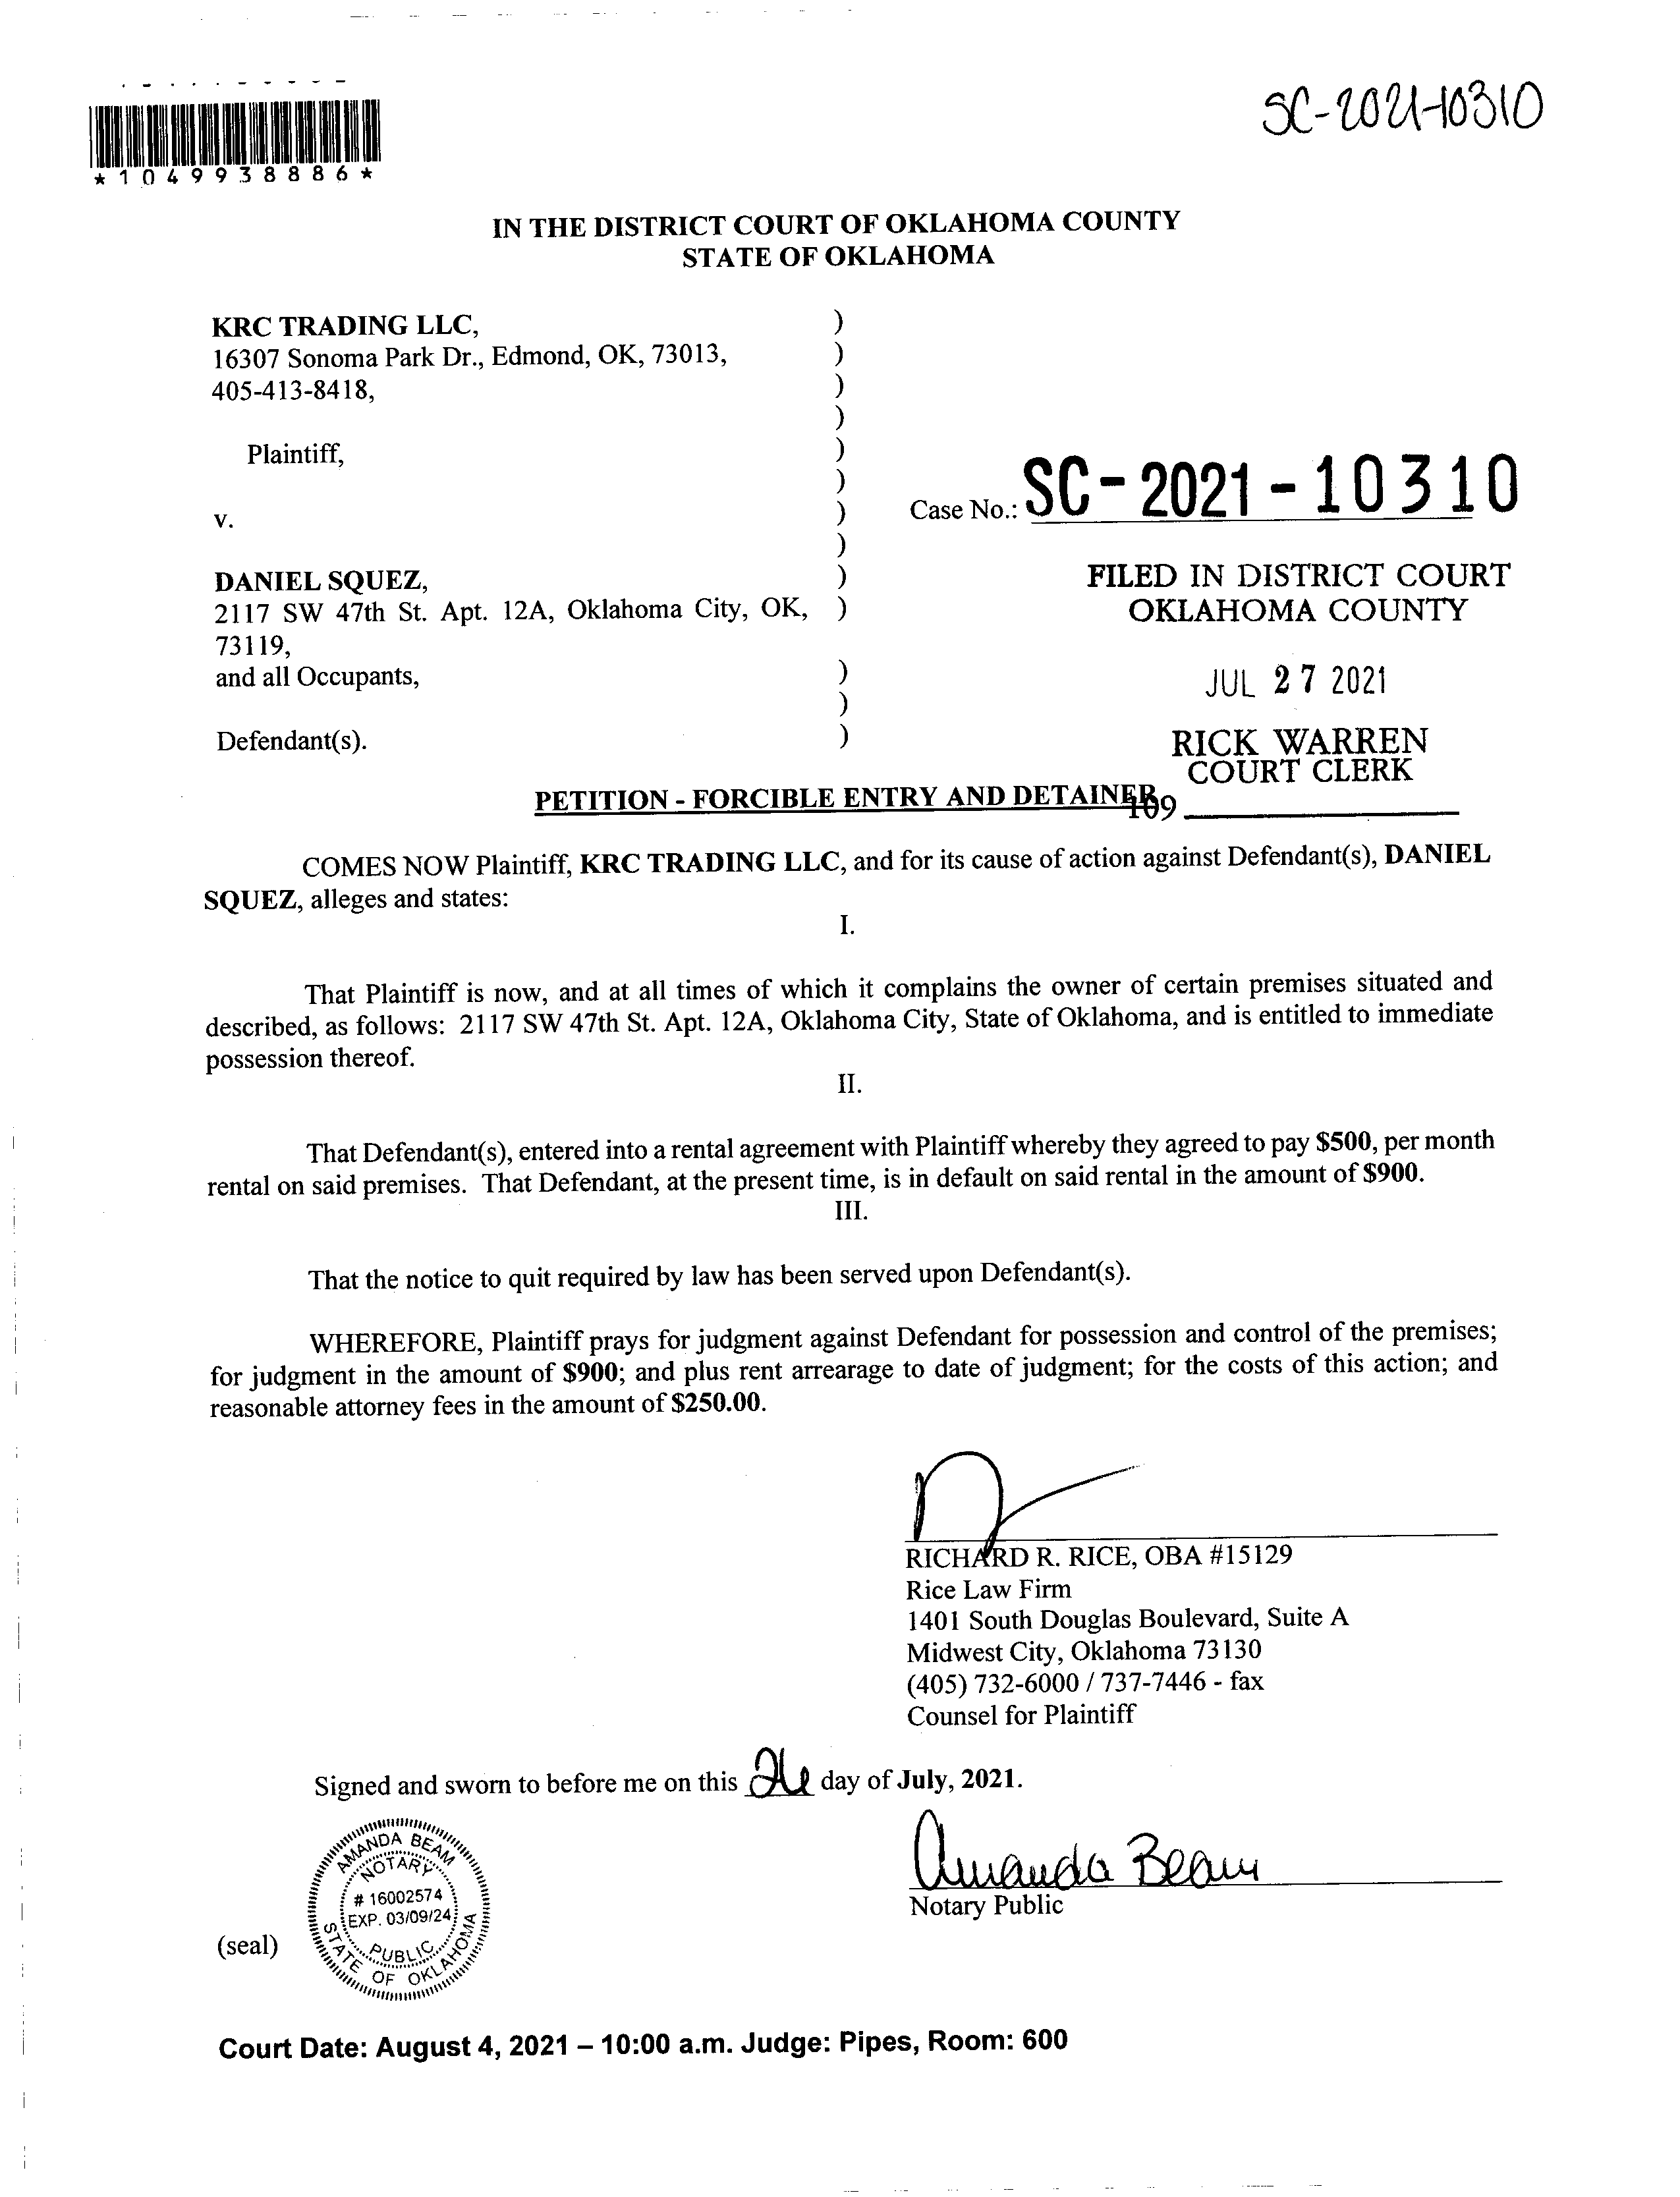 SC-2021-10310
*1049938886*
IN THE DISTRICT COURT OF OKLAHOMA COUNTY
STATE OF OKLAHOMA
KRC TRADING LLC, )
16307 Sonoma Park Dr., Edmond, OK, 73013, )
405-413-8418, )
)
Plaintiff, )
)
v. )
)
DANIEL SQUEZ, )
2117 SW 47th St. Apt. 12A, Oklahoma City, OK, )
73119,
and all Occupants, )
)
Defendant(s). )
Case No.: SC-2021-10310
FILED IN DISTRICT COURT
OKLAHOMA COUNTY
JUL 27 2021
RICK WARREN
COURT CLERK
109
PETITION - FORCIBLE ENTRY AND DETAINER
COMES NOW Plaintiff, KRC TRADING LLC, and for its cause of action against Defendant(s), DANIEL
SQUEZ, alleges and states:
I.
That Plaintiff is now, and at all times of which it complains the owner of certain premises situated and
described, as follows: 2117 SW 47th St. Apt. 12A, Oklahoma City, State of Oklahoma, and is entitled to immediate
possession thereof.
II.
That Defendant(s), entered into a rental agreement with Plaintiff whereby they agreed to pay $500, per month
rental on said premises. That Defendant, at the present time, is in default on said rental in the amount of $900.
III.
That the notice to quit required by law has been served upon Defendant(s).
WHEREFORE, Plaintiff prays for judgment against Defendant for possession and control of the premises;
for judgment in the amount of $900; and plus rent arrearage to date of judgment; for the costs of this action; and
reasonable attorney fees in the amount of $250.00.
RICHARD R. RICE, OBA #15129
Rice Law Firm
1401 South Douglas Boulevard, Suite A
Midwest City, Oklahoma 73130
(405) 732-6000 / 737-7446 - fax
Counsel for Plaintiff
Signed and sworn to before me on this 26 day of July, 2021.
Amanda Beam
Notary Public
(seal)
AMANDA BEAM
NOTARY
# 16002574
EXP. 03/09/24
PUBLIC
STATE OF OKLAHOMA
Court Date: August 4, 2021 – 10:00 a.m. Judge: Pipes, Room: 600